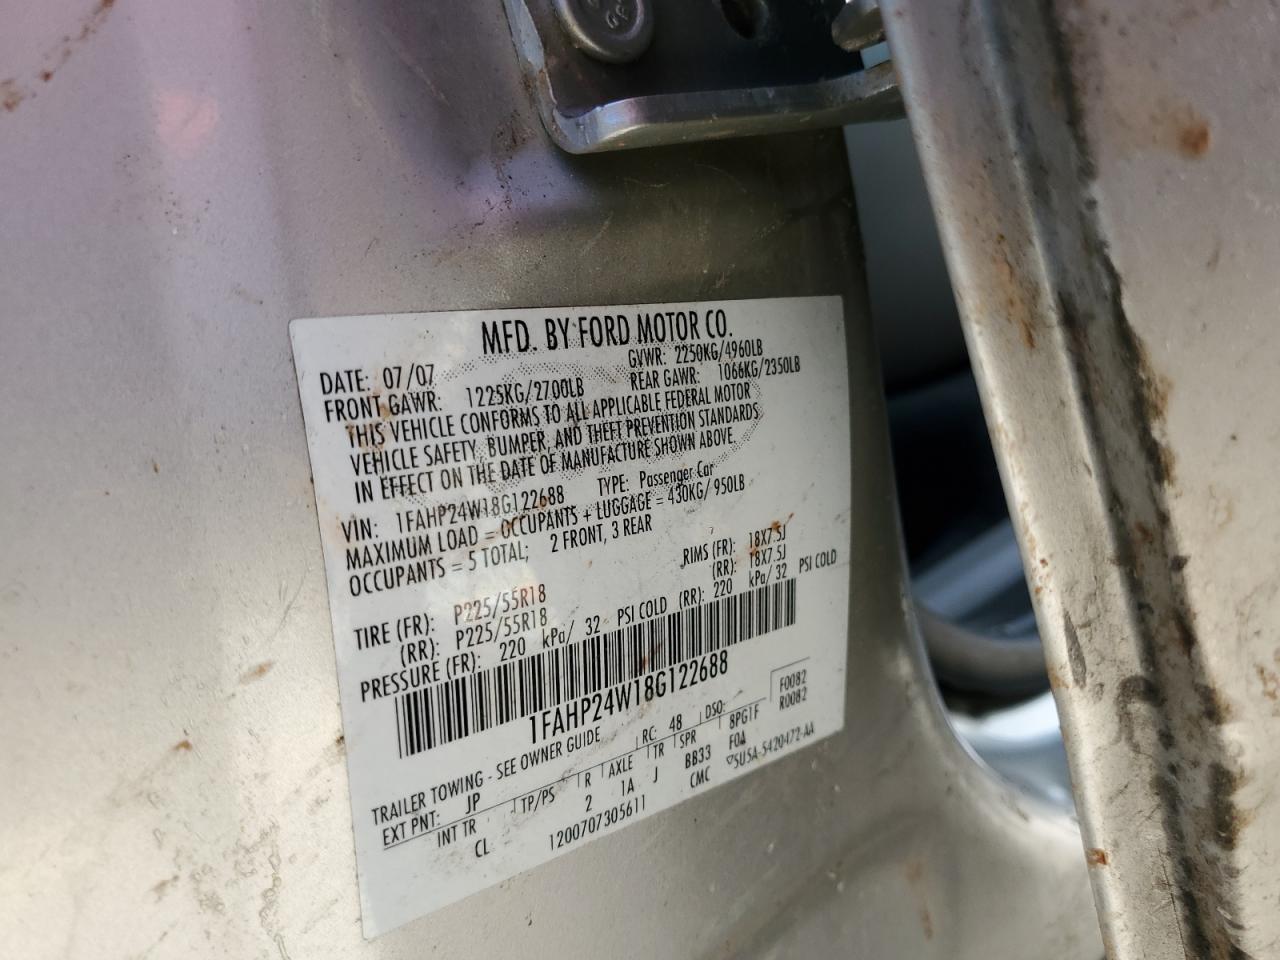 MFD. BY FORD MOTOR CO.
DATE: 07/07 GVWR: 2250KG/4960LB
FRONT GAWR: 1225KG/2700LB REAR GAWR: 1066KG/2350LB
THIS VEHICLE CONFORMS TO ALL APPLICABLE FEDERAL MOTOR
VEHICLE SAFETY, BUMPER, AND THEFT PREVENTION STANDARDS
IN EFFECT ON THE DATE OF MANUFACTURE SHOWN ABOVE.
VIN: 1FAHP24W18G122688 TYPE: Passenger Car
MAXIMUM LOAD = OCCUPANTS + LUGGAGE = 430KG/950LB
OCCUPANTS = 5 TOTAL; 2 FRONT, 3 REAR
TIRE (FR): P225/55R18 RIMS (FR): 18X7.5J
(RR): P225/55R18 (RR): 18X7.5J
PRESSURE (FR): 220 kPa/ 32 PSI COLD (RR): 220 kPa/ 32 PSI COLD
1FAHP24W18G122688
TRAILER TOWING - SEE OWNER GUIDE
F0082
R0082
EXT PNT: JP RC: 48 DSO:
INT TR TP/PS R AXLE TR SPR 8PG1F
CL 2 1A J BB33 FOA
1200707305611 CMC 5U5A-5420472-AA